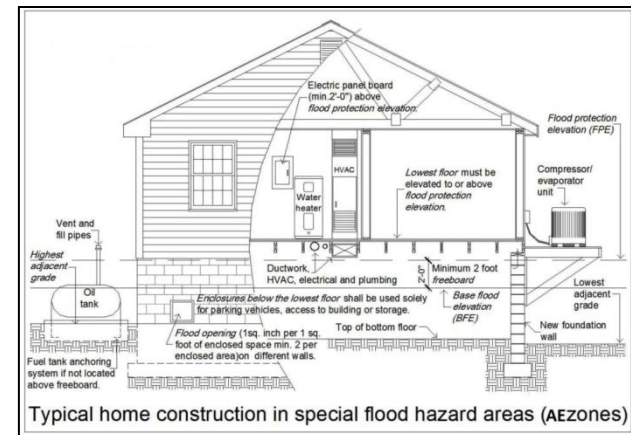 Electric panel board
(min.2'-0") above
flood protection elevation.
Flood protection
elevation (FPE)
HVAC
Water
heater
Lowest floor must be
elevated to or above
flood protection
elevation.
Compressor/
evaporator
unit
Vent and
fill pipes
Highest
adjacent
grade
Oil
tank
Ductwork,
HVAC, electrical and plumbing
2'-0"
Minimum 2 foot
freeboard
Base flood
elevation
(BFE)
Lowest
adjacent
grade
Enclosures below the lowest floor shall be used solely
for parking vehicles, access to building or storage.
Flood opening (1sq. inch per 1 sq.
foot of enclosed space min. 2 per
enclosed area)on different walls.
Top of bottom floor
New foundation
wall
Fuel tank anchoring
system if not located
above freeboard.
Typical home construction in special flood hazard areas (AEzones)